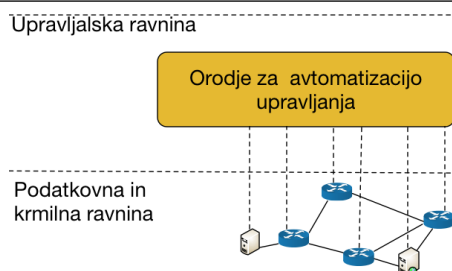 Upravljalska ravnina
Orodje za avtomatizacijo
upravljanja
Podatkovna in
krmilna ravnina